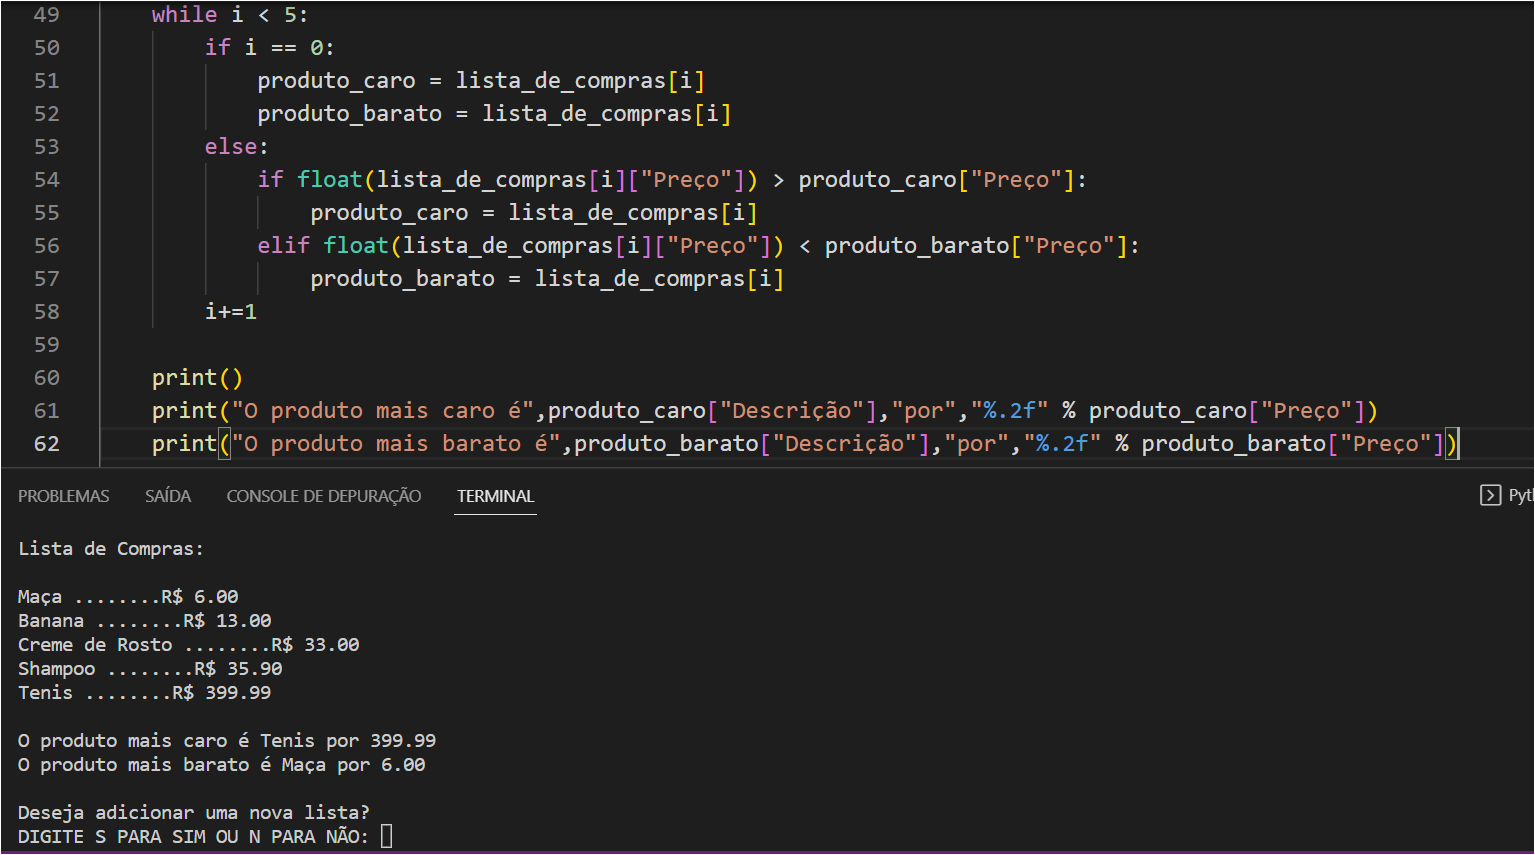 49 while i < 5:
50 if i == 0:
51 produto_caro = lista_de_compras[i]
52 produto_barato = lista_de_compras[i]
53 else:
54 if float(lista_de_compras[i]["Preço"]) > produto_caro["Preço"]:
55 produto_caro = lista_de_compras[i]
56 elif float(lista_de_compras[i]["Preço"]) < produto_barato["Preço"]:
57 produto_barato = lista_de_compras[i]
58 i+=1
59
60 print()
61 print("O produto mais caro é",produto_caro["Descrição"],"por","%.2f" % produto_caro["Preço"])
62 print("O produto mais barato é",produto_barato["Descrição"],"por","%.2f" % produto_barato["Preço"])
PROBLEMAS SAÍDA CONSOLE DE DEPURAÇÃO TERMINAL
Lista de Compras:
Maça ........R$ 6.00
Banana ........R$ 13.00
Creme de Rosto ........R$ 33.00
Shampoo ........R$ 35.90
Tenis ........R$ 399.99
O produto mais caro é Tenis por 399.99
O produto mais barato é Maça por 6.00
Deseja adicionar uma nova lista?
DIGITE S PARA SIM OU N PARA NÃO: